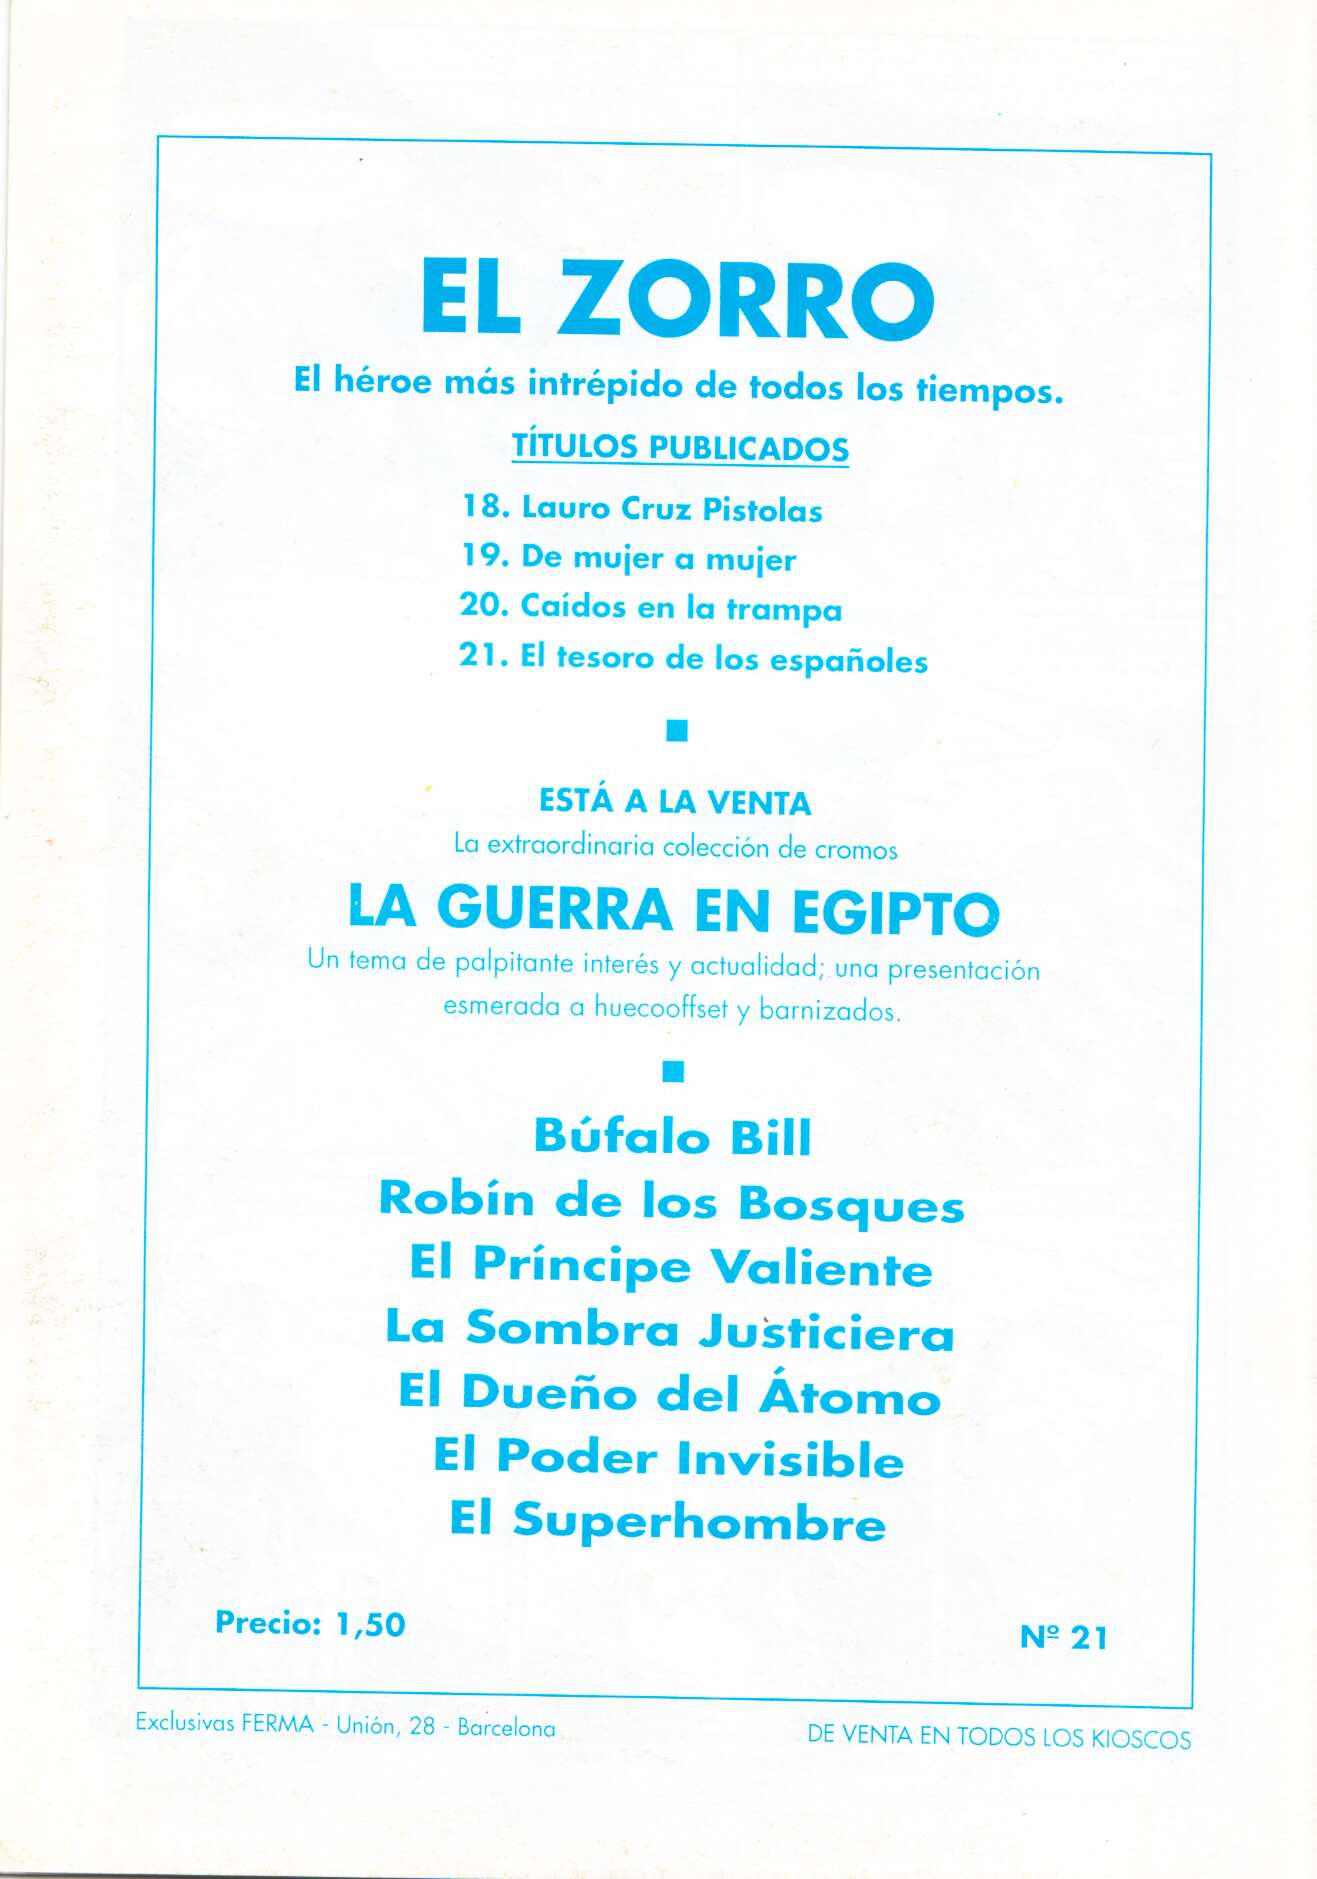 EL ZORRO
El héroe más intrépido de todos los tiempos.
TÍTULOS PUBLICADOS
18. Lauro Cruz Pistolas
19. De mujer a mujer
20. Caídos en la trampa
21. El tesoro de los españoles
ESTÁ A LA VENTA
La extraordinaria colección de cromos
LA GUERRA EN EGIPTO
Un tema de palpitante interés y actualidad; una presentación
esmerada a huecooffset y barnizados.
Búfalo Bill
Robín de los Bosques
El Príncipe Valiente
La Sombra Justiciera
El Dueño del Átomo
El Poder Invisible
El Superhombre
Precio: 1,50
Nº 21
Exclusivas FERMA - Unión, 28 - Barcelona
DE VENTA EN TODOS LOS KIOSCOS